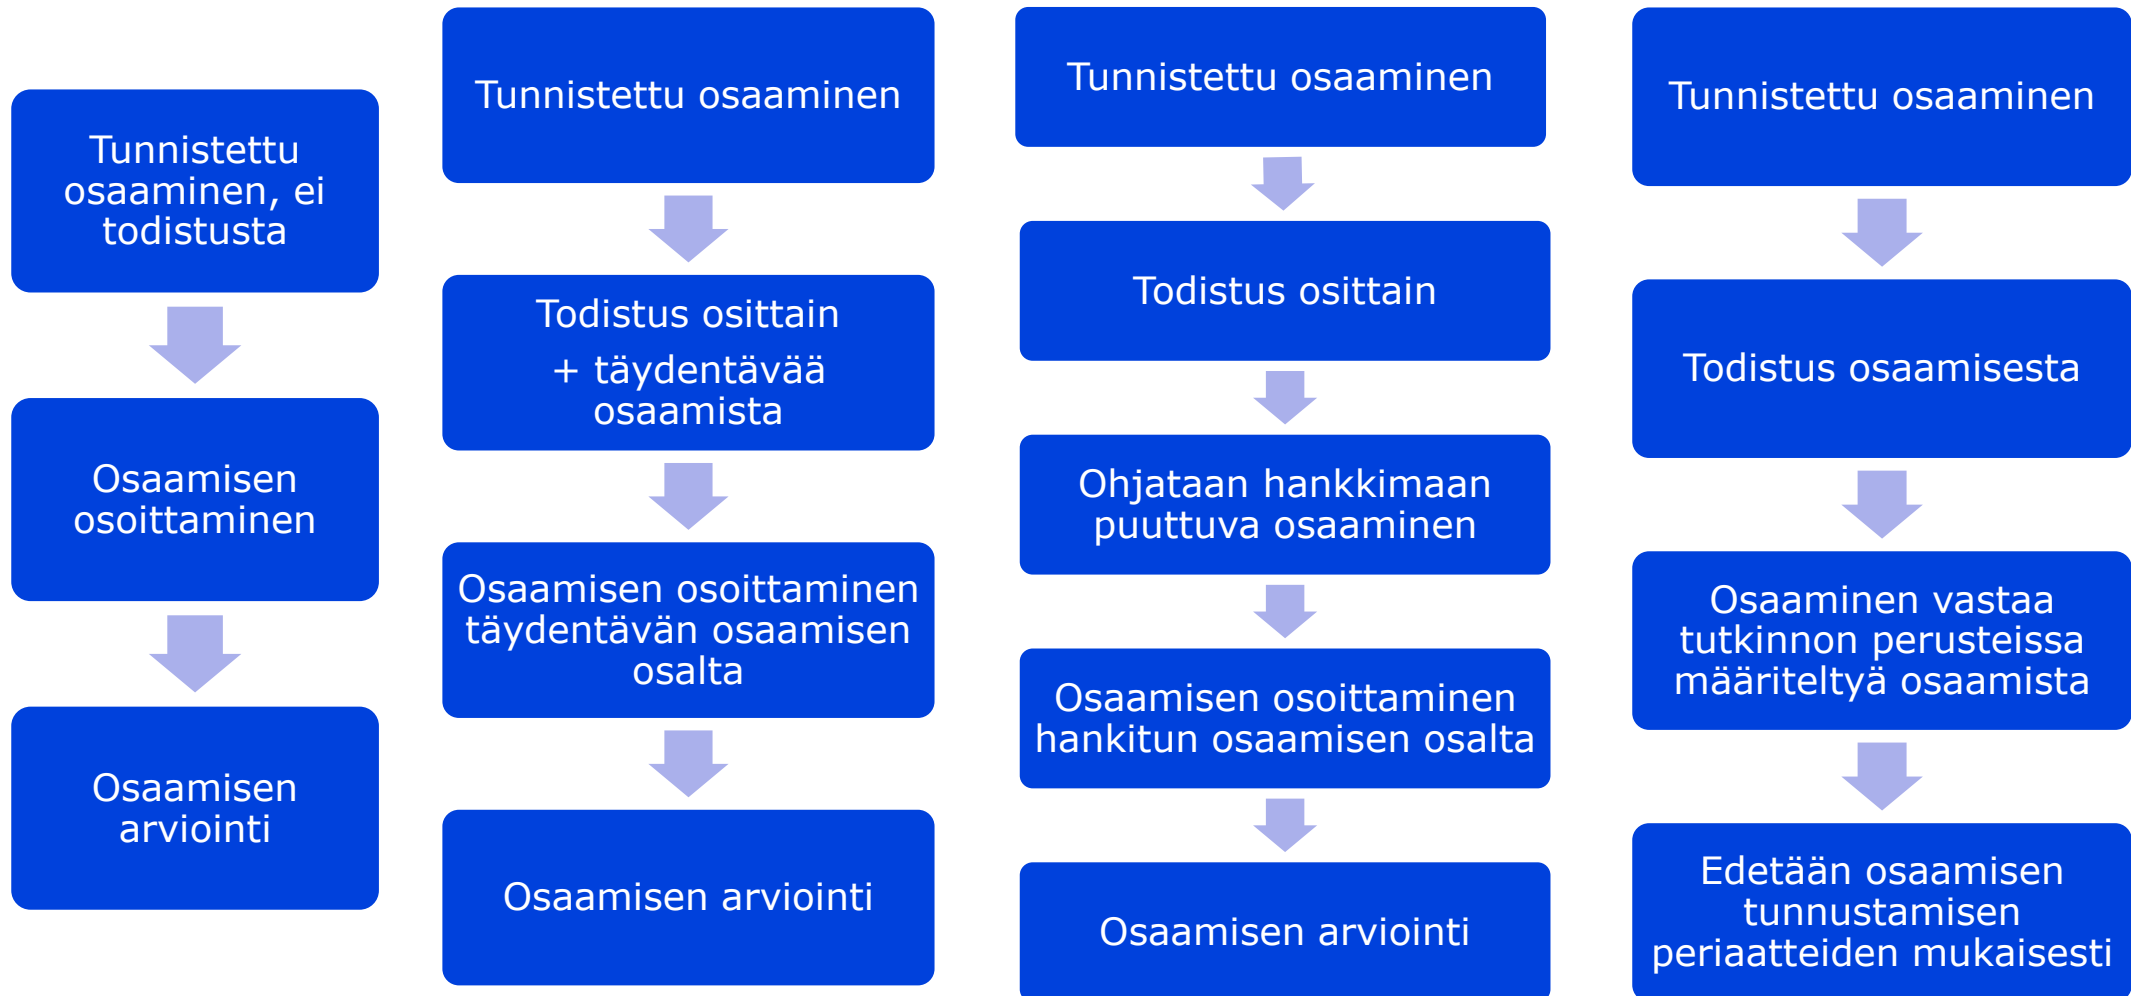 Tunnistettu
osaaminen, ei
todistusta
Osaamisen
osoittaminen
Osaamisen
arviointi
Tunnistettu osaaminen
Todistus osittain
+ täydentävää
osaamista
Osaamisen osoittaminen
täydentävän osaamisen
osalta
Osaamisen arviointi
Tunnistettu osaaminen
Todistus osittain
Ohjataan hankkimaan
puuttuva osaaminen
Osaamisen osoittaminen
hankitun osaamisen osalta
Osaamisen arviointi
Tunnistettu osaaminen
Todistus osaamisesta
Osaaminen vastaa
tutkinnon perusteissa
määriteltyä osaamista
Edetään osaamisen
tunnustamisen
periaatteiden mukaisesti